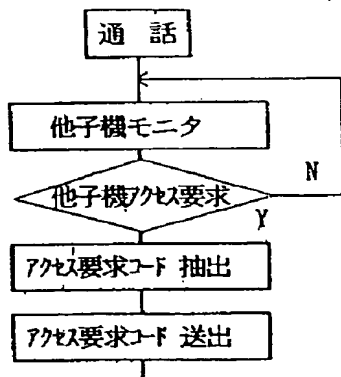 通 話
他子機モニタ
他子機ｱｸｾｽ要求
N
Y
ｱｸｾｽ要求ｺｰﾄﾞ 抽出
ｱｸｾｽ要求ｺｰﾄﾞ 送出